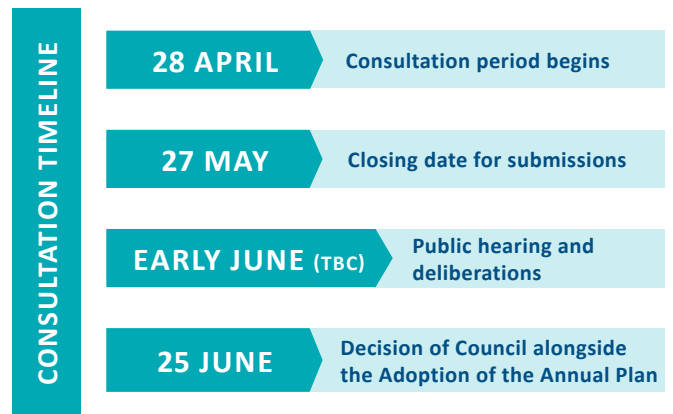 CONSULTATION TIMELINE
28 APRIL
Consultation period begins
27 MAY
Closing date for submissions
EARLY JUNE (TBC)
Public hearing and
deliberations
25 JUNE
Decision of Council alongside
the Adoption of the Annual Plan